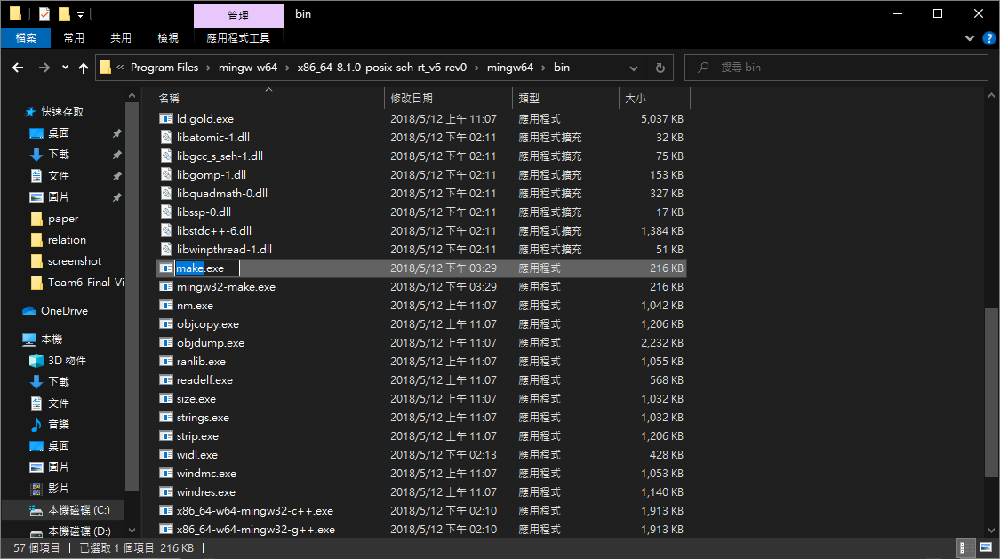 管理
bin
檔案
常用
共用
檢視
應用程式工具
?
« Program Files › mingw-w64 › x86_64-8.1.0-posix-seh-rt_v6-rev0 › mingw64 › bin
搜尋 bin
快速存取
桌面
下載
文件
圖片
paper
relation
screenshot
Team6-Final-Vi
OneDrive
本機
3D 物件
下載
文件
音樂
桌面
圖片
影片
本機磁碟 (C:)
本機磁碟 (D:)
名稱 修改日期 類型 大小
ld.gold.exe 2018/5/12 上午 11:07 應用程式 5,037 KB
libatomic-1.dll 2018/5/12 下午 02:11 應用程式擴充 32 KB
libgcc_s_seh-1.dll 2018/5/12 下午 02:11 應用程式擴充 75 KB
libgomp-1.dll 2018/5/12 下午 02:11 應用程式擴充 153 KB
libquadmath-0.dll 2018/5/12 下午 02:11 應用程式擴充 327 KB
libssp-0.dll 2018/5/12 下午 02:11 應用程式擴充 17 KB
libstdc++-6.dll 2018/5/12 下午 02:11 應用程式擴充 1,384 KB
libwinpthread-1.dll 2018/5/12 下午 02:11 應用程式擴充 51 KB
make.exe 2018/5/12 下午 03:29 應用程式 216 KB
mingw32-make.exe 2018/5/12 下午 03:29 應用程式 216 KB
nm.exe 2018/5/12 上午 11:07 應用程式 1,042 KB
objcopy.exe 2018/5/12 上午 11:07 應用程式 1,206 KB
objdump.exe 2018/5/12 上午 11:07 應用程式 2,232 KB
ranlib.exe 2018/5/12 上午 11:07 應用程式 1,055 KB
readelf.exe 2018/5/12 上午 11:07 應用程式 568 KB
size.exe 2018/5/12 上午 11:07 應用程式 1,032 KB
strings.exe 2018/5/12 上午 11:07 應用程式 1,032 KB
strip.exe 2018/5/12 上午 11:07 應用程式 1,206 KB
widl.exe 2018/5/12 下午 02:13 應用程式 428 KB
windmc.exe 2018/5/12 上午 11:07 應用程式 1,053 KB
windres.exe 2018/5/12 上午 11:07 應用程式 1,140 KB
x86_64-w64-mingw32-c++.exe 2018/5/12 下午 02:10 應用程式 1,913 KB
x86_64-w64-mingw32-g++.exe 2018/5/12 下午 02:10 應用程式 1,913 KB
57 個項目 | 已選取 1 個項目 216 KB |